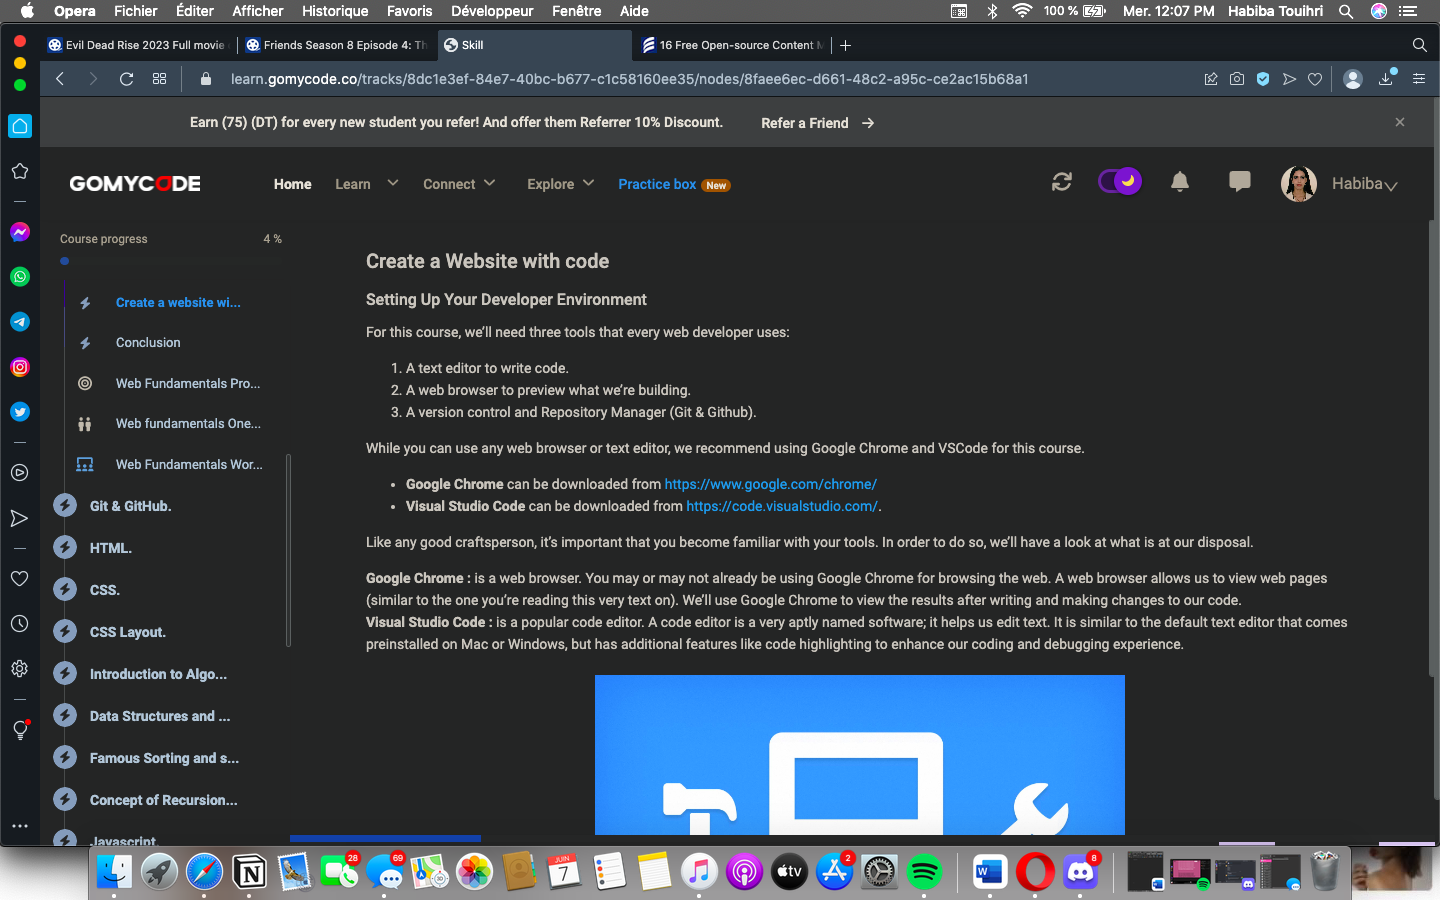 Opera Fichier Éditer Afficher Historique Favoris Développeur Fenêtre Aide 100 % Mer. 12:07 PM Habiba Touihri
Evil Dead Rise 2023 Full movie Friends Season 8 Episode 4: Th Skill 16 Free Open-source Content M
learn.gomycode.co/tracks/8dc1e3ef-84e7-40bc-b677-c1c58160ee35/nodes/8faee6ec-d661-48c2-a95c-ce2ac15b68a1
Earn (75) (DT) for every new student you refer! And offer them Referrer 10% Discount. Refer a Friend
GOMYCODE Home Learn Connect Explore Practice box New Habiba
Course progress 4 %
Create a website wi...
Conclusion
Web Fundamentals Pro...
Web fundamentals One...
Web Fundamentals Wor...
Git & GitHub.
HTML.
CSS.
CSS Layout.
Introduction to Algo...
Data Structures and ...
Famous Sorting and s...
Concept of Recursion...
Javascript.
Create a Website with code
Setting Up Your Developer Environment
For this course, we'll need three tools that every web developer uses:
1. A text editor to write code.
2. A web browser to preview what we're building.
3. A version control and Repository Manager (Git & Github).
While you can use any web browser or text editor, we recommend using Google Chrome and VSCode for this course.
• Google Chrome can be downloaded from https://www.google.com/chrome/
• Visual Studio Code can be downloaded from https://code.visualstudio.com/.
Like any good craftsperson, it's important that you become familiar with your tools. In order to do so, we'll have a look at what is at our disposal.
Google Chrome : is a web browser. You may or may not already be using Google Chrome for browsing the web. A web browser allows us to view web pages
(similar to the one you're reading this very text on). We'll use Google Chrome to view the results after writing and making changes to our code.
Visual Studio Code : is a popular code editor. A code editor is a very aptly named software; it helps us edit text. It is similar to the default text editor that comes
preinstalled on Mac or Windows, but has additional features like code highlighting to enhance our coding and debugging experience.
28 69 JUIN 7 tv 2 6